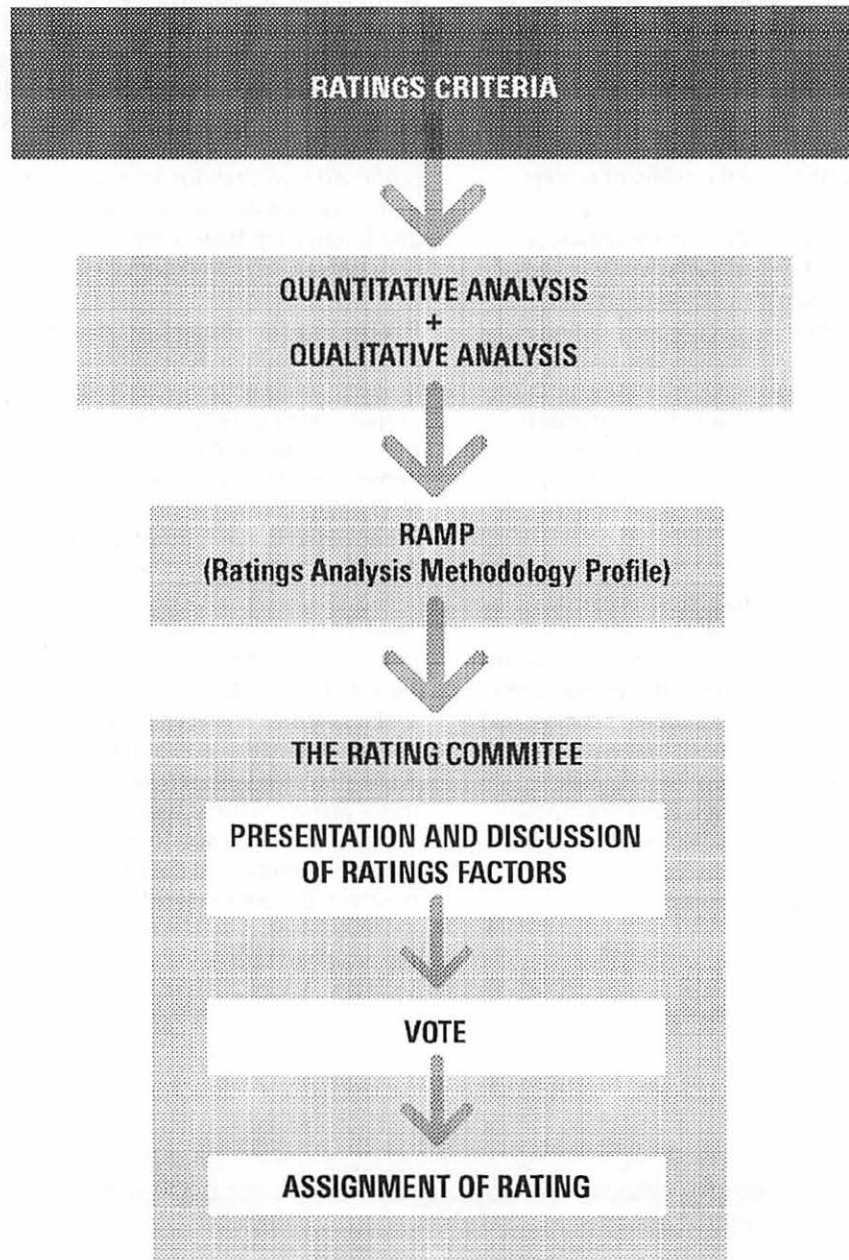 RATINGS CRITERIA
QUANTITATIVE ANALYSIS
+
QUALITATIVE ANALYSIS
RAMP
(Ratings Analysis Methodology Profile)
THE RATING COMMITEE
PRESENTATION AND DISCUSSION
OF RATINGS FACTORS
VOTE
ASSIGNMENT OF RATING